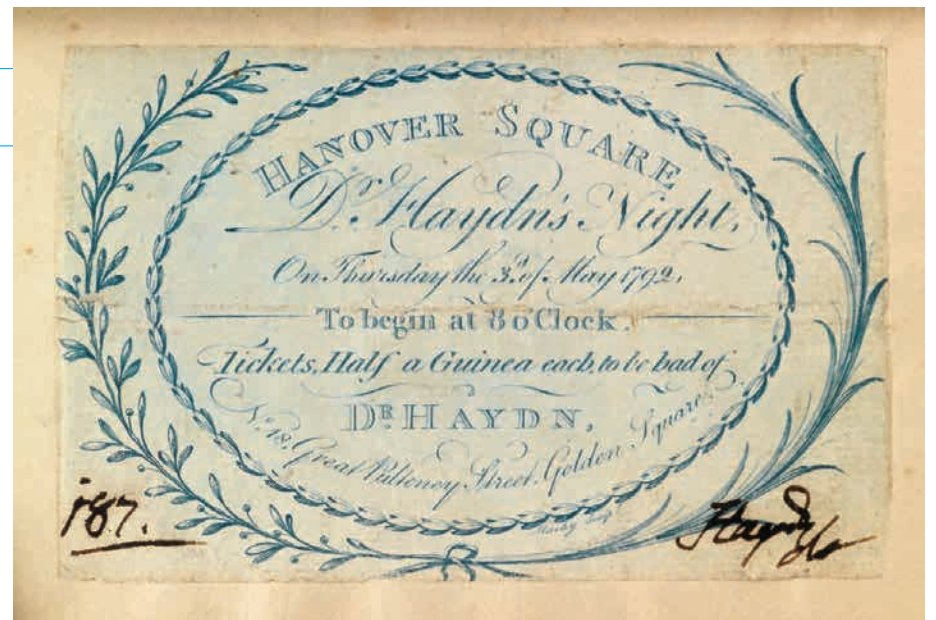 HANOVER SQUARE
Dr. Haydn's Night,
On Thursday the 3d. of May 1792,
To begin at 8 o'Clock.
Tickets, Half a Guinea each, to be had of
DR HAYDN,
No. 18, Great Pulteney Street, Golden Square.
187.
Haydn